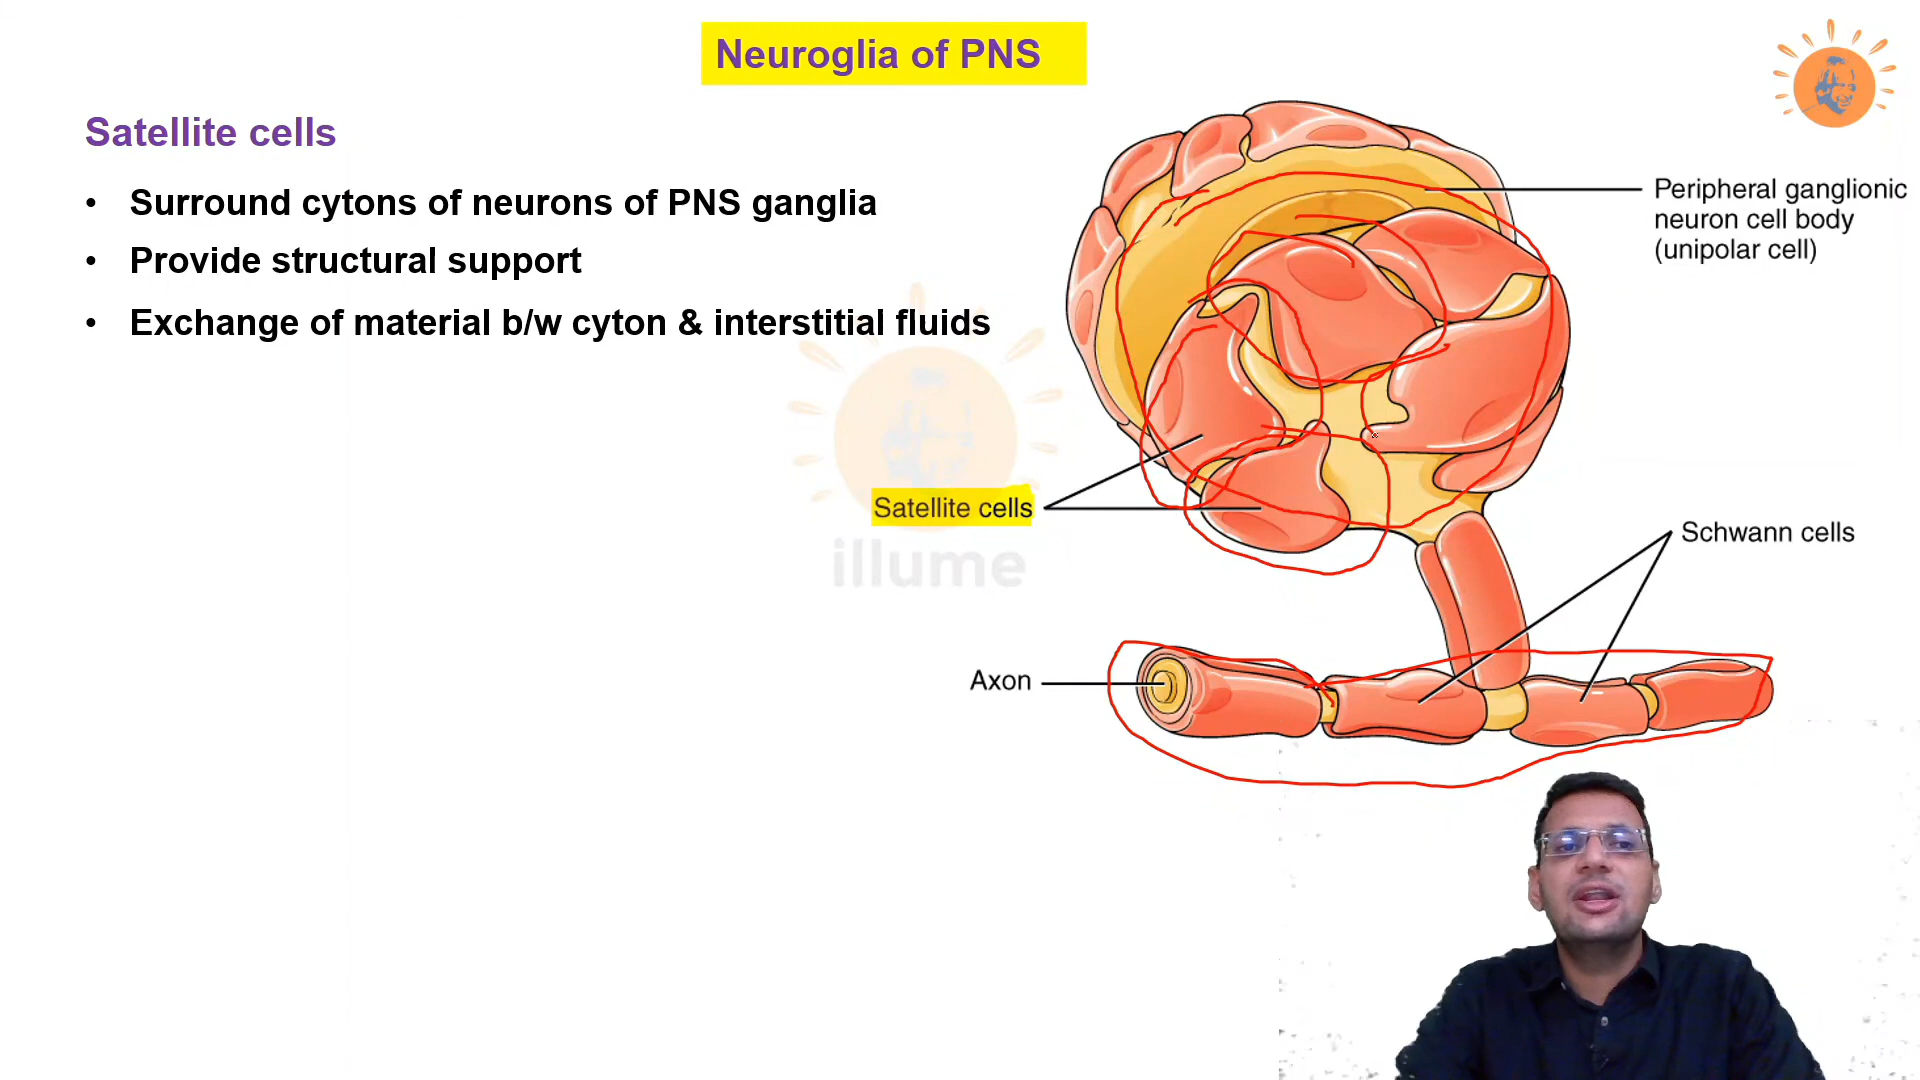 Neuroglia of PNS
Satellite cells
• Surround cytons of neurons of PNS ganglia
• Provide structural support
• Exchange of material b/w cyton & interstitial fluids
Peripheral ganglionic
neuron cell body
(unipolar cell)
Satellite cells
illume
Schwann cells
Axon